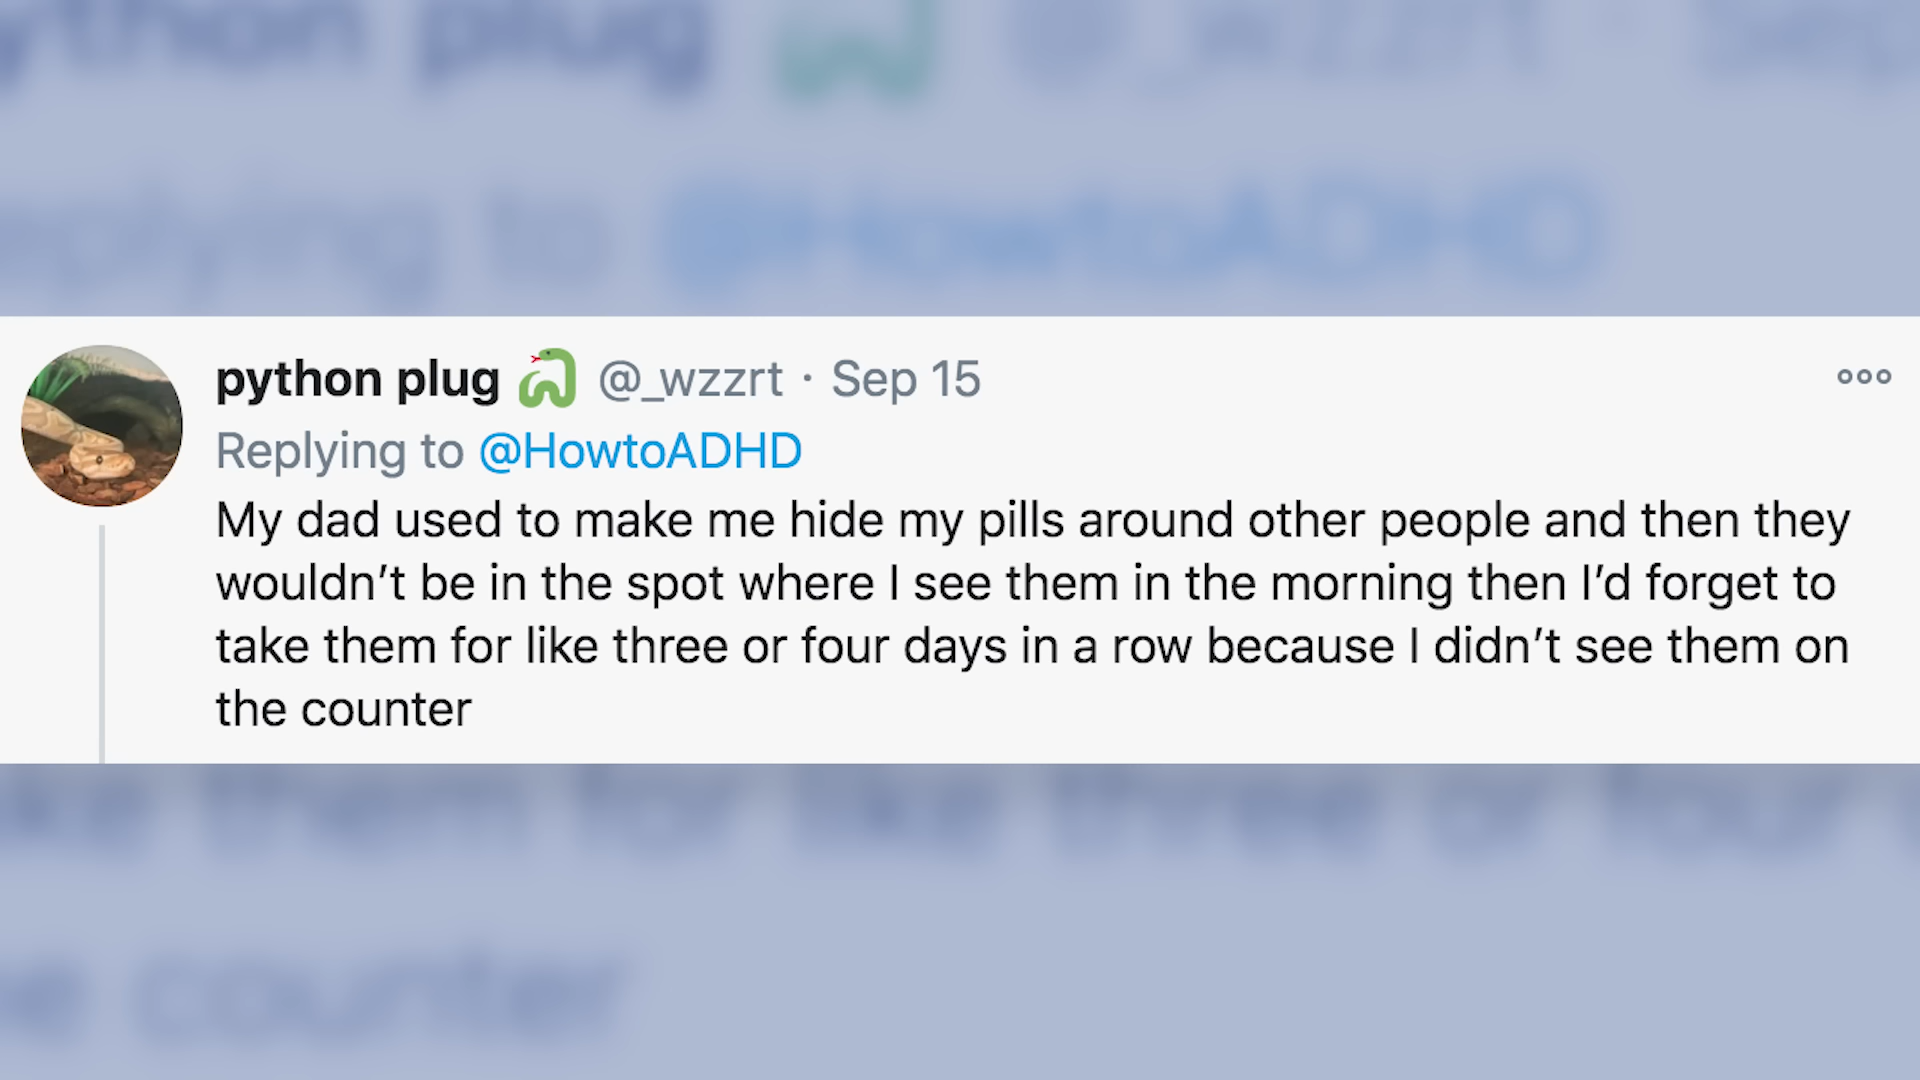 python plug 🐍 @_wzzrt · Sep 15
Replying to @HowtoADHD
My dad used to make me hide my pills around other people and then they
wouldn’t be in the spot where I see them in the morning then I’d forget to
take them for like three or four days in a row because I didn’t see them on
the counter